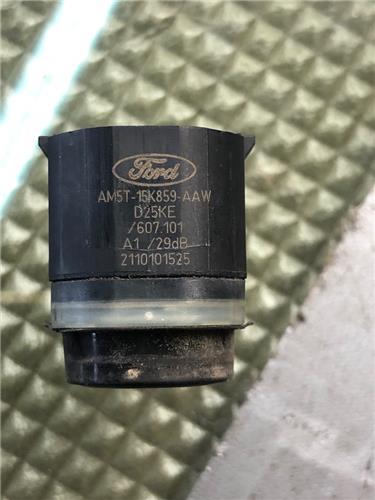 Ford
AM5T-15K859-AAW
D25KE
/607.101
A1 /29dB
2110101525